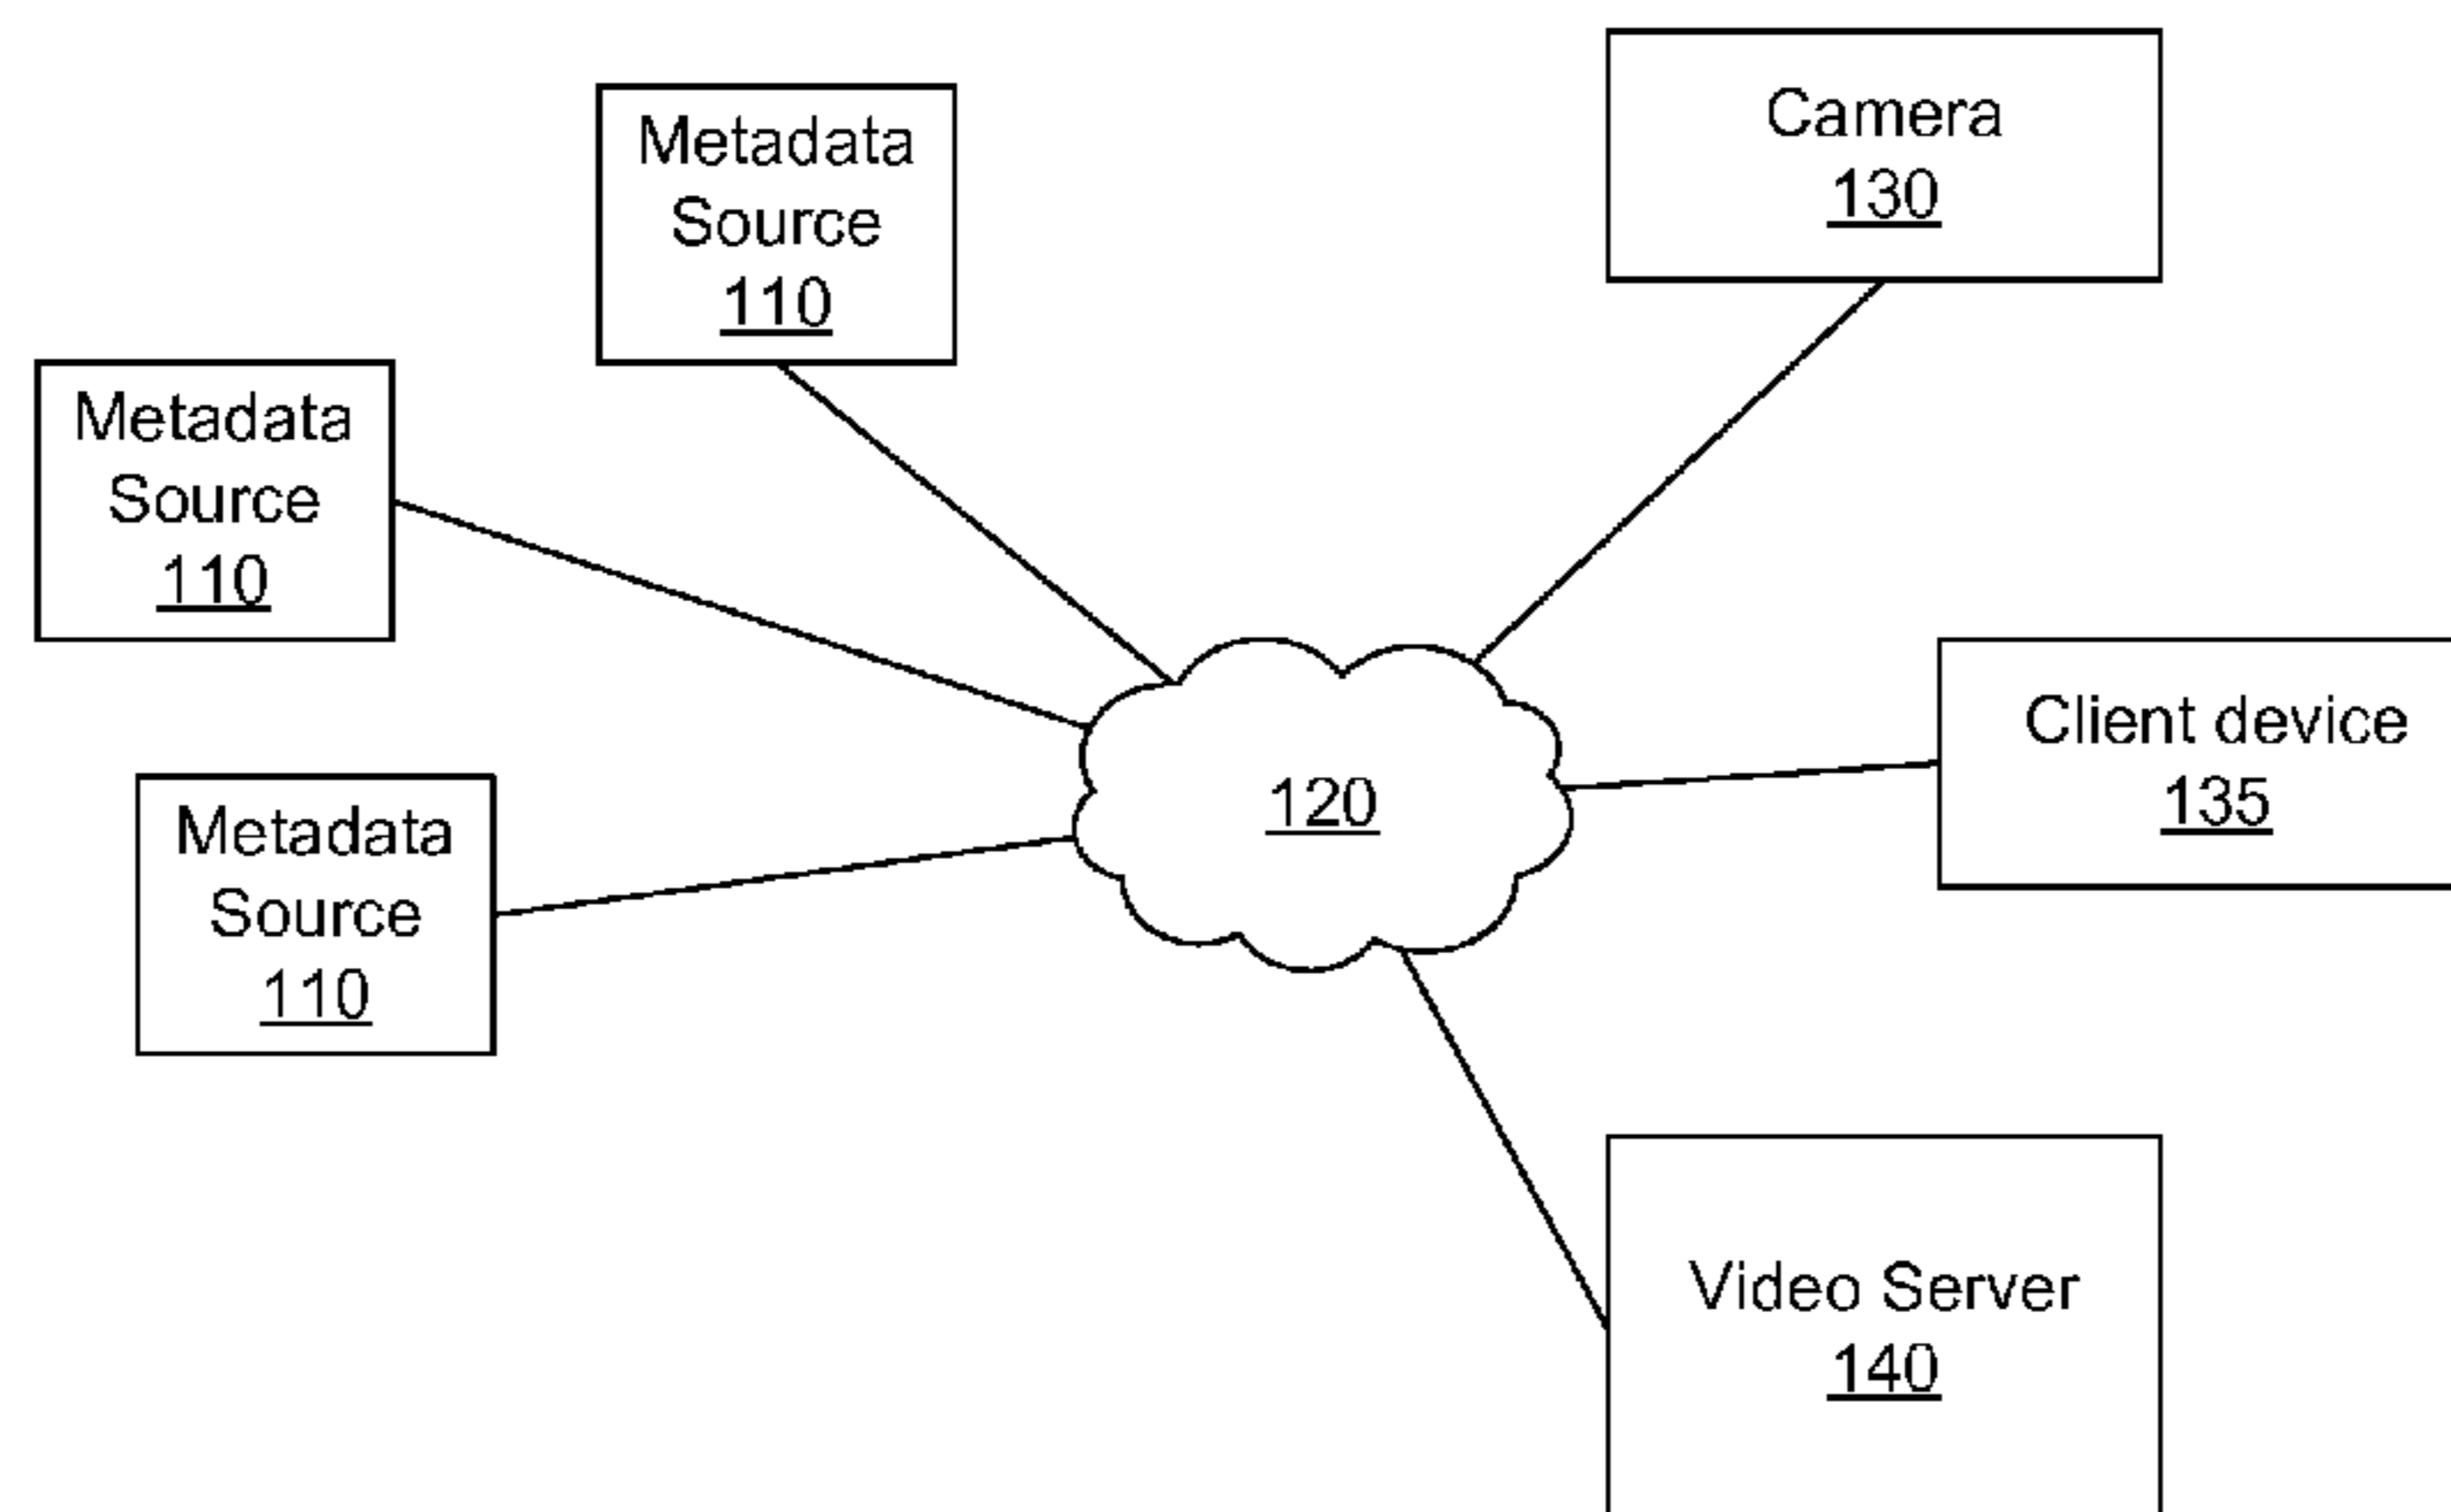 Metadata
Source
110
Camera
130
Metadata
Source
110
Metadata
Source
110
120
Client device
135
Video Server
140